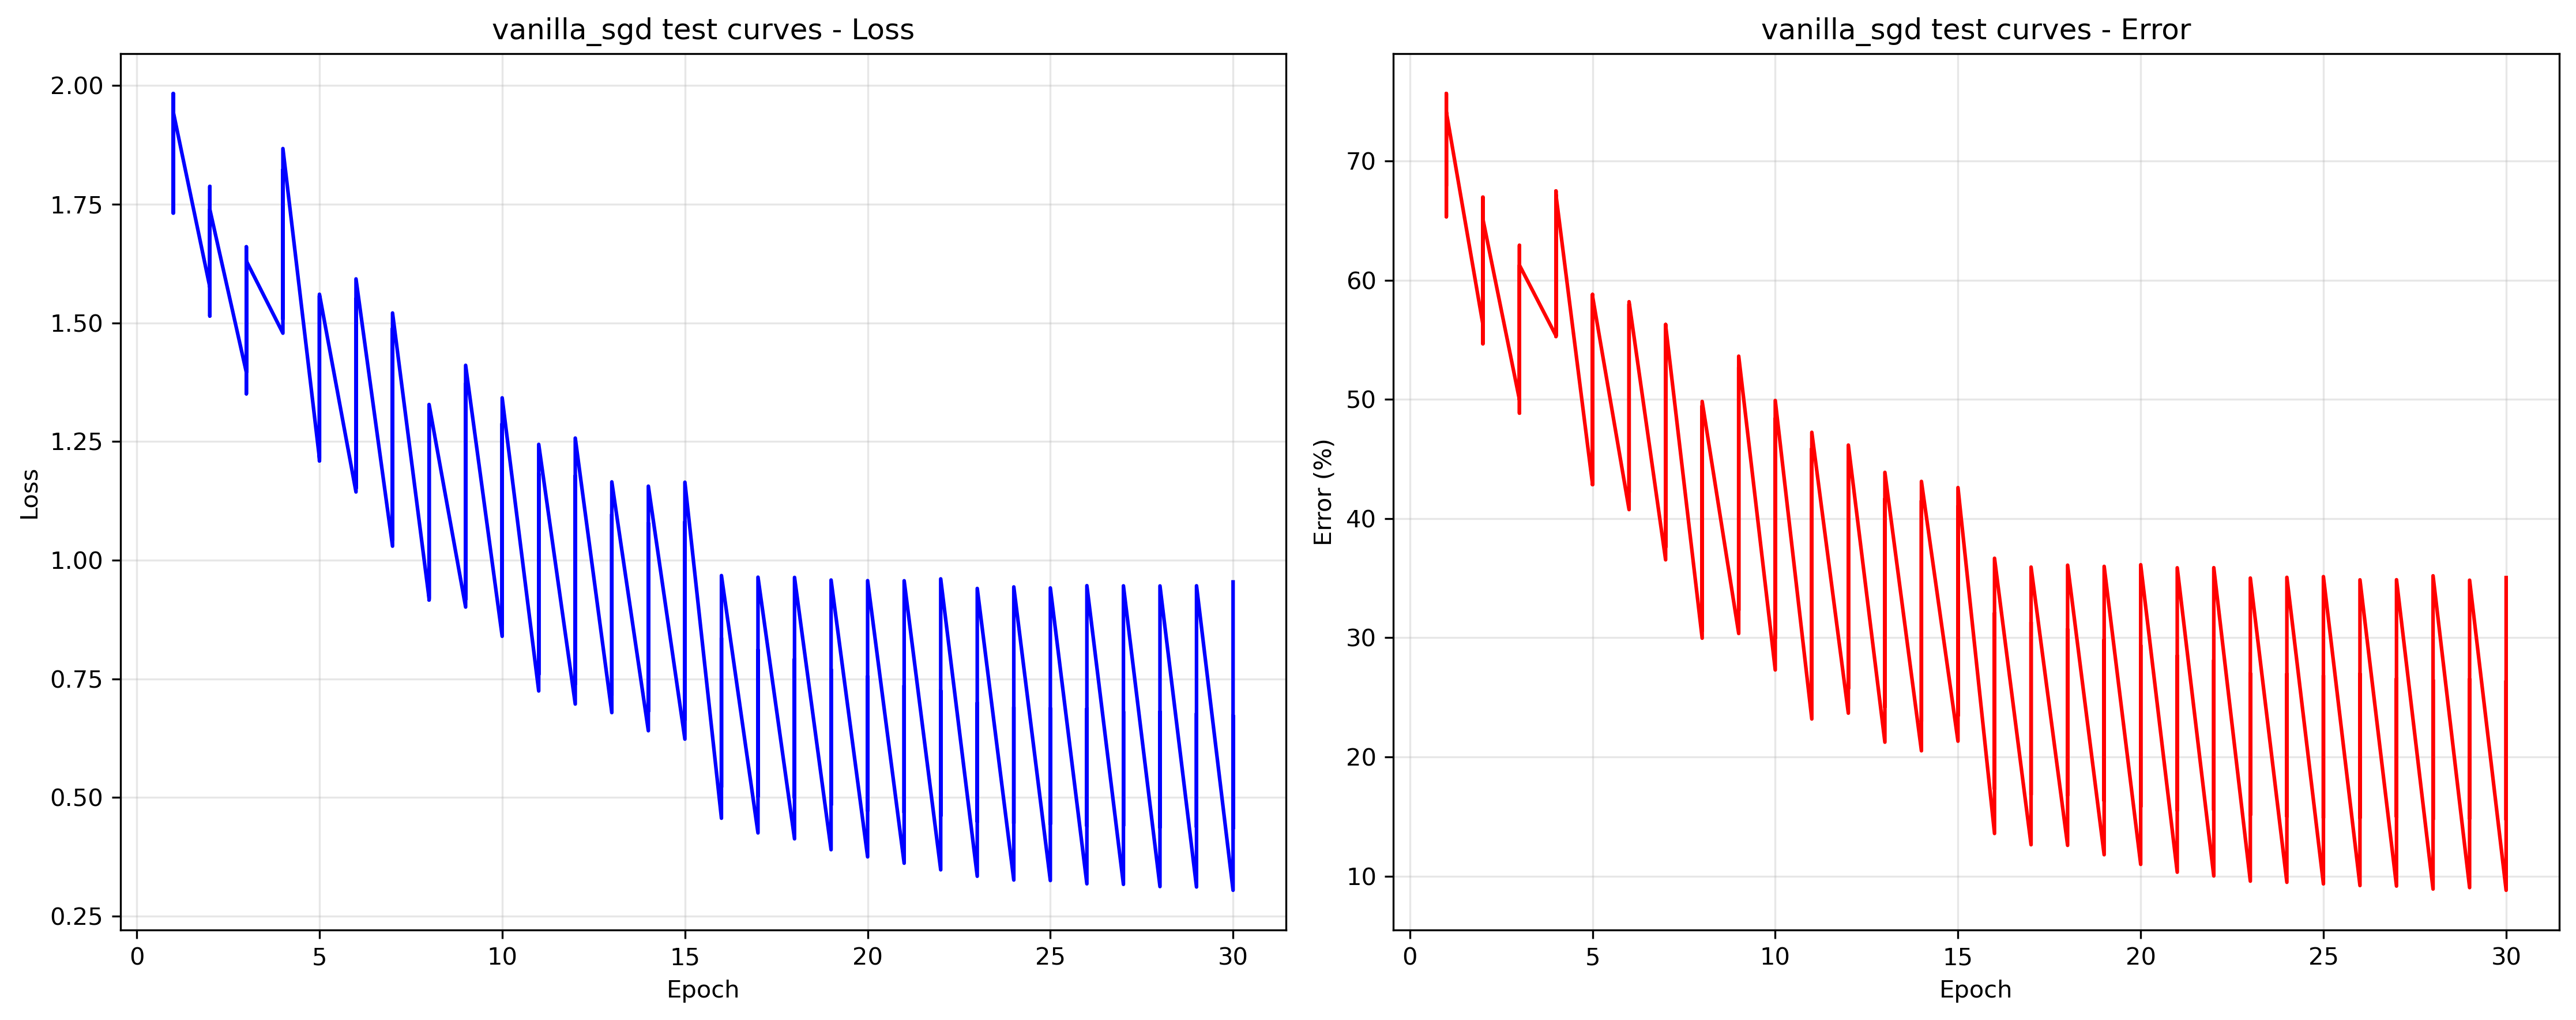 vanilla_sgd test curves - Loss
Loss
2.00
1.75
1.50
1.25
1.00
0.75
0.50
0.25
0 5 10 15 20 25 30
Epoch
vanilla_sgd test curves - Error
Error (%)
70
60
50
40
30
20
10
0 5 10 15 20 25 30
Epoch